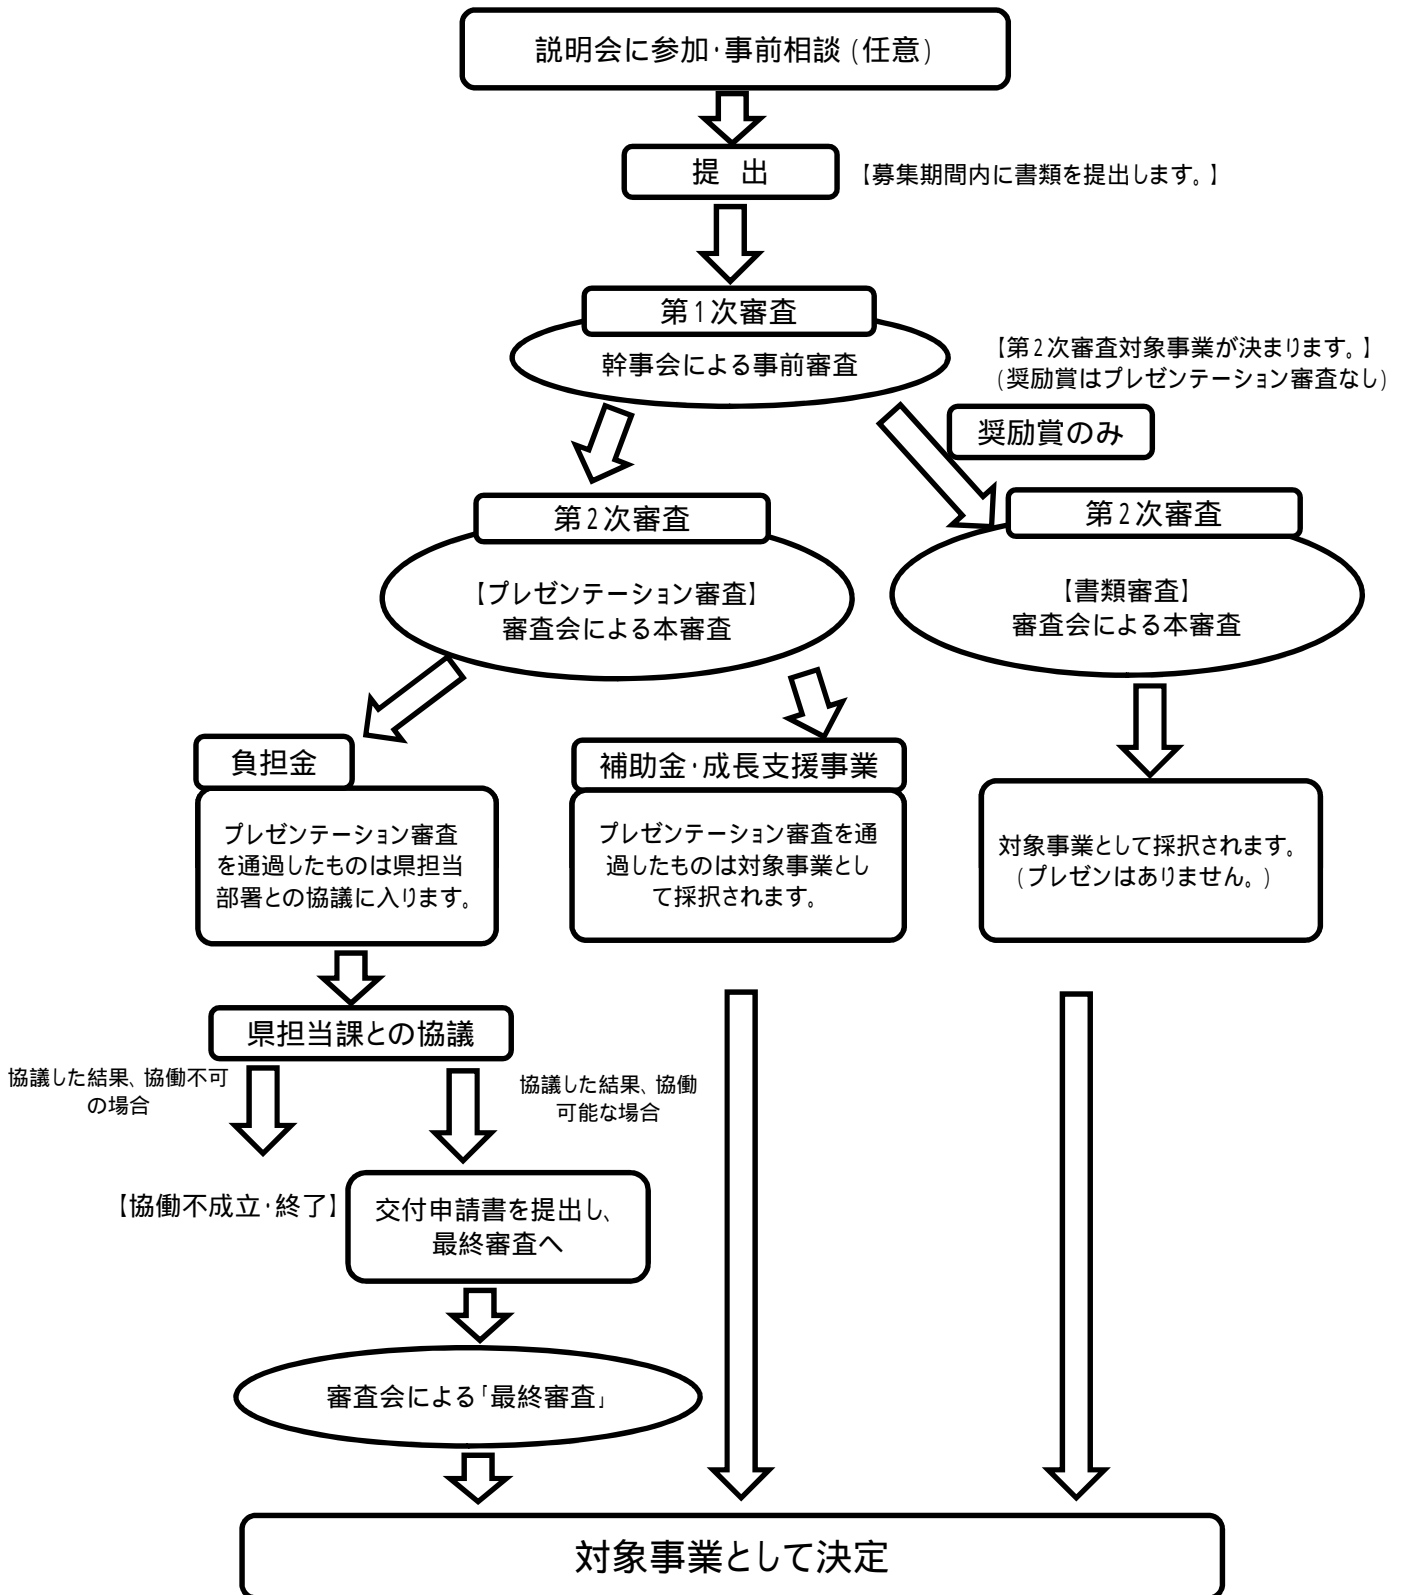 説明会に参加・事前相談(任意)
提 出
【募集期間内に書類を提出します。】
第1次審査
幹事会による事前審査
【第2次審査対象事業が決まります。】
(奨励賞はプレゼンテーション審査なし)
奨励賞のみ
第2次審査
【プレゼンテーション審査】
審査会による本審査
第2次審査
【書類審査】
審査会による本審査
負担金
プレゼンテーション審査
を通過したものは県担当
部署との協議に入ります。
補助金・成長支援事業
プレゼンテーション審査を通
過したものは対象事業とし
て採択されます。
対象事業として採択されます。
(プレゼンはありません。)
県担当課との協議
協議した結果、協働不可
の場合
協議した結果、協働
可能な場合
【協働不成立・終了】
交付申請書を提出し、
最終審査へ
審査会による「最終審査」
対象事業として決定